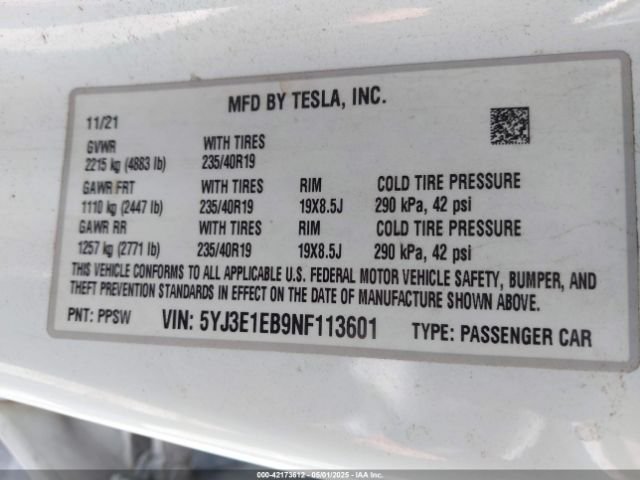 MFD BY TESLA, INC.
11/21
GVWR WITH TIRES
2215 kg (4883 lb) 235/40R19
GAWR FRT WITH TIRES RIM COLD TIRE PRESSURE
1110 kg (2447 lb) 235/40R19 19X8.5J 290 kPa, 42 psi
GAWR RR WITH TIRES RIM COLD TIRE PRESSURE
1257 kg (2771 lb) 235/40R19 19X8.5J 290 kPa, 42 psi
THIS VEHICLE CONFORMS TO ALL APPLICABLE U.S. FEDERAL MOTOR VEHICLE SAFETY, BUMPER, AND
THEFT PREVENTION STANDARDS IN EFFECT ON THE DATE OF MANUFACTURE SHOWN ABOVE.
PNT: PPSW VIN: 5YJ3E1EB9NF113601 TYPE: PASSENGER CAR
000-42173612 - 05/01/2025 - IAAI.COM